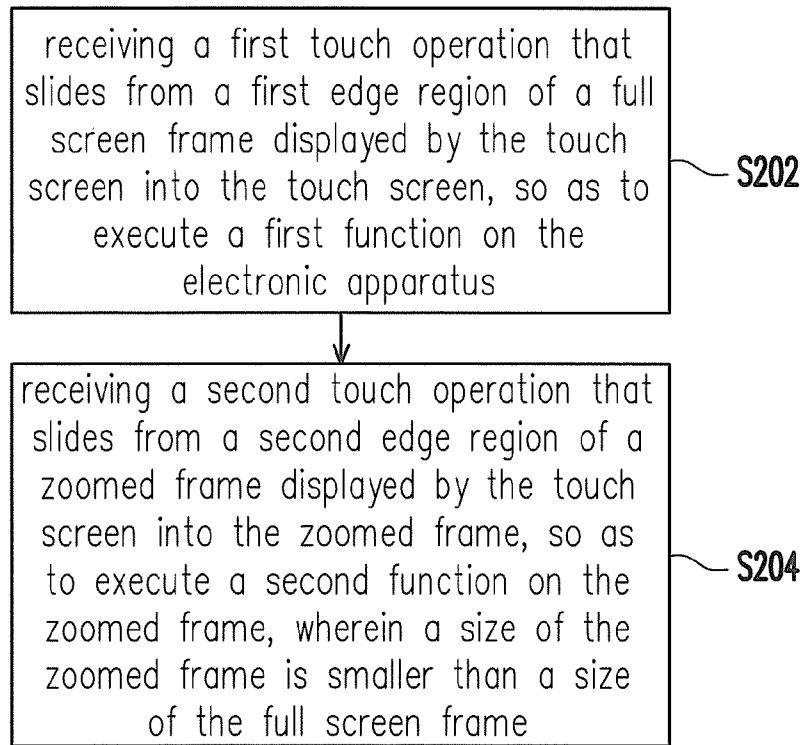 receiving a first touch operation that
slides from a first edge region of a full
screen frame displayed by the touch
screen into the touch screen, so as to
execute a first function on the
electronic apparatus
S202
receiving a second touch operation that
slides from a second edge region of a
zoomed frame displayed by the touch
screen into the zoomed frame, so as
to execute a second function on the
zoomed frame, wherein a size of the
zoomed frame is smaller than a size
of the full screen frame
S204